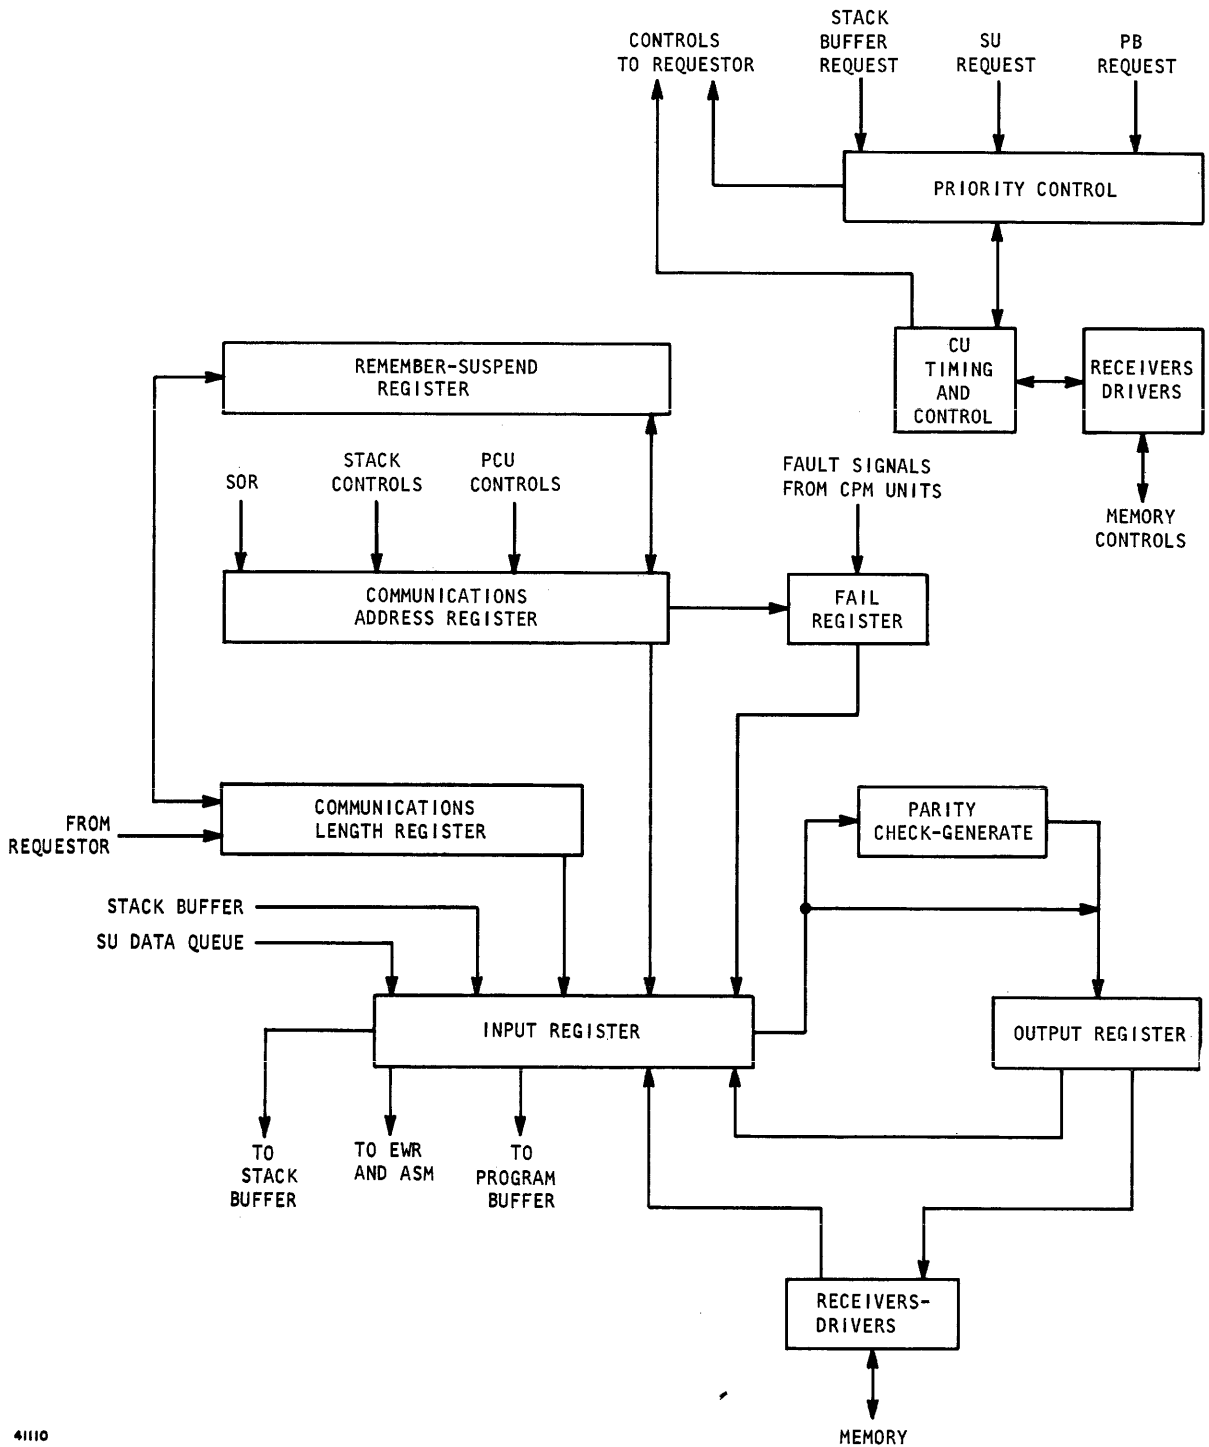 CONTROLS
TO REQUESTOR
STACK
BUFFER
REQUEST
SU
REQUEST
PB
REQUEST
PRIORITY CONTROL
CU
TIMING
AND
CONTROL
RECEIVERS
DRIVERS
MEMORY
CONTROLS
REMEMBER-SUSPEND
REGISTER
SOR
STACK
CONTROLS
PCU
CONTROLS
FAULT SIGNALS
FROM CPM UNITS
COMMUNICATIONS
ADDRESS REGISTER
FAIL
REGISTER
COMMUNICATIONS
LENGTH REGISTER
FROM
REQUESTOR
PARITY
CHECK-GENERATE
STACK BUFFER
SU DATA QUEUE
INPUT REGISTER
OUTPUT REGISTER
TO
STACK
BUFFER
TO EWR
AND ASM
TO
PROGRAM
BUFFER
RECEIVERS-
DRIVERS
MEMORY
41110